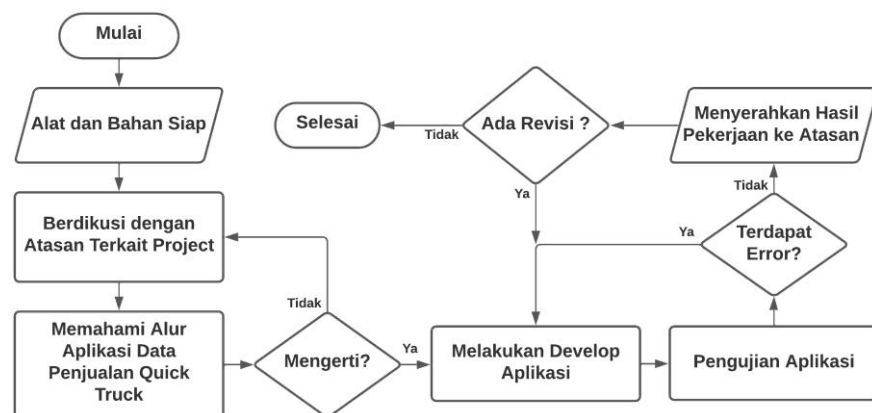 Mulai
Alat dan Bahan Siap
Berdikusi dengan
Atasan Terkait Project
Memahami Alur
Aplikasi Data
Penjualan Quick
Truck
Mengerti?
Tidak
Ya
Melakukan Develop
Aplikasi
Pengujian Aplikasi
Terdapat
Error?
Ya
Tidak
Menyerahkan Hasil
Pekerjaan ke Atasan
Ada Revisi ?
Ya
Tidak
Selesai